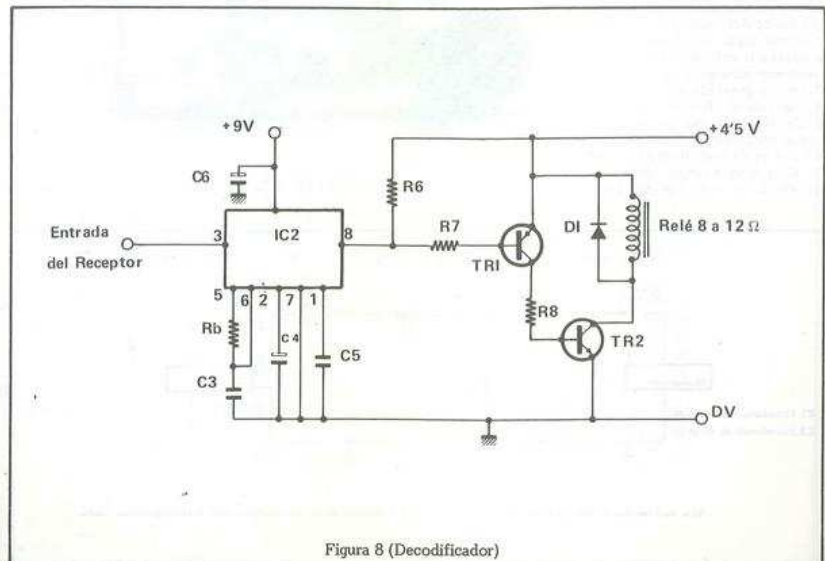 +9V
+4'5 V
C6
R6
Entrada
del Receptor
3
IC2
8
R7
TR1
D1
Relé 8 a 12 Ω
5
6
2
7
1
Rb
C4
C5
R8
TR2
C3
DV
Figura 8 (Decodificador)